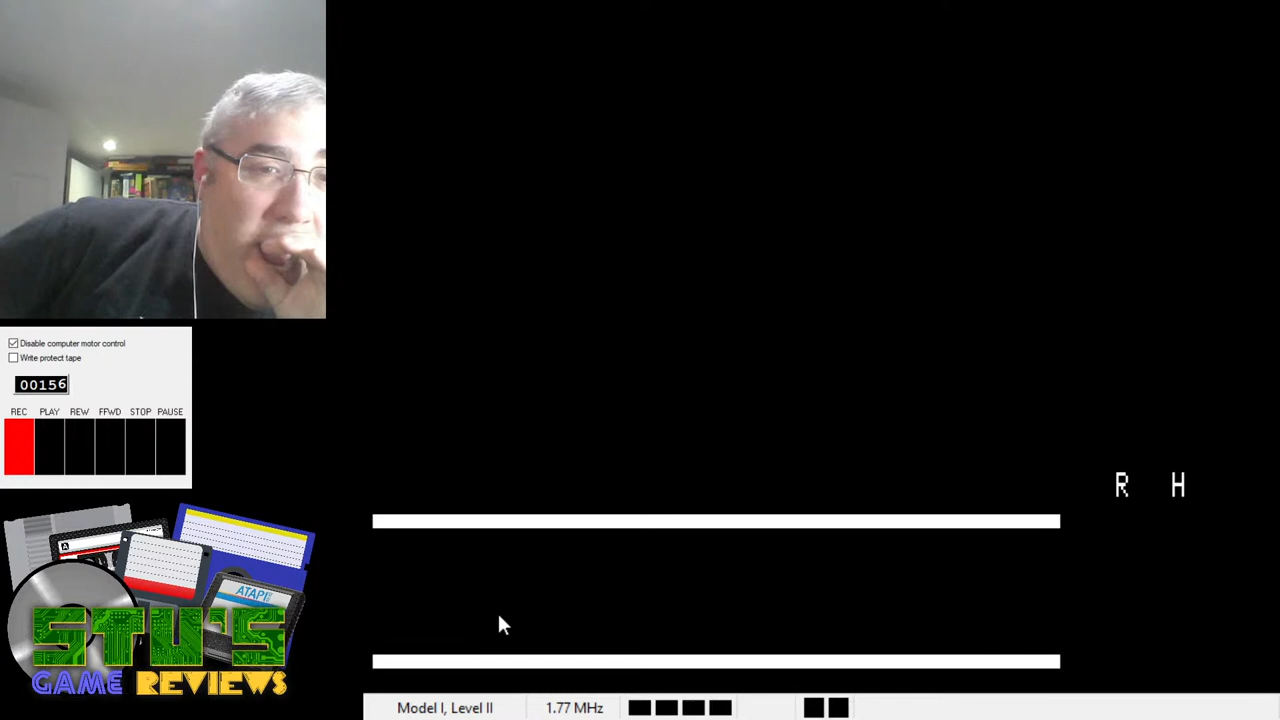 Disable computer motor control
Write protect tape
00156
REC PLAY REW FFWD STOP PAUSE
R H
A
ATAPI
STU'S
GAME REVIEWS
Model I, Level II 1.77 MHz